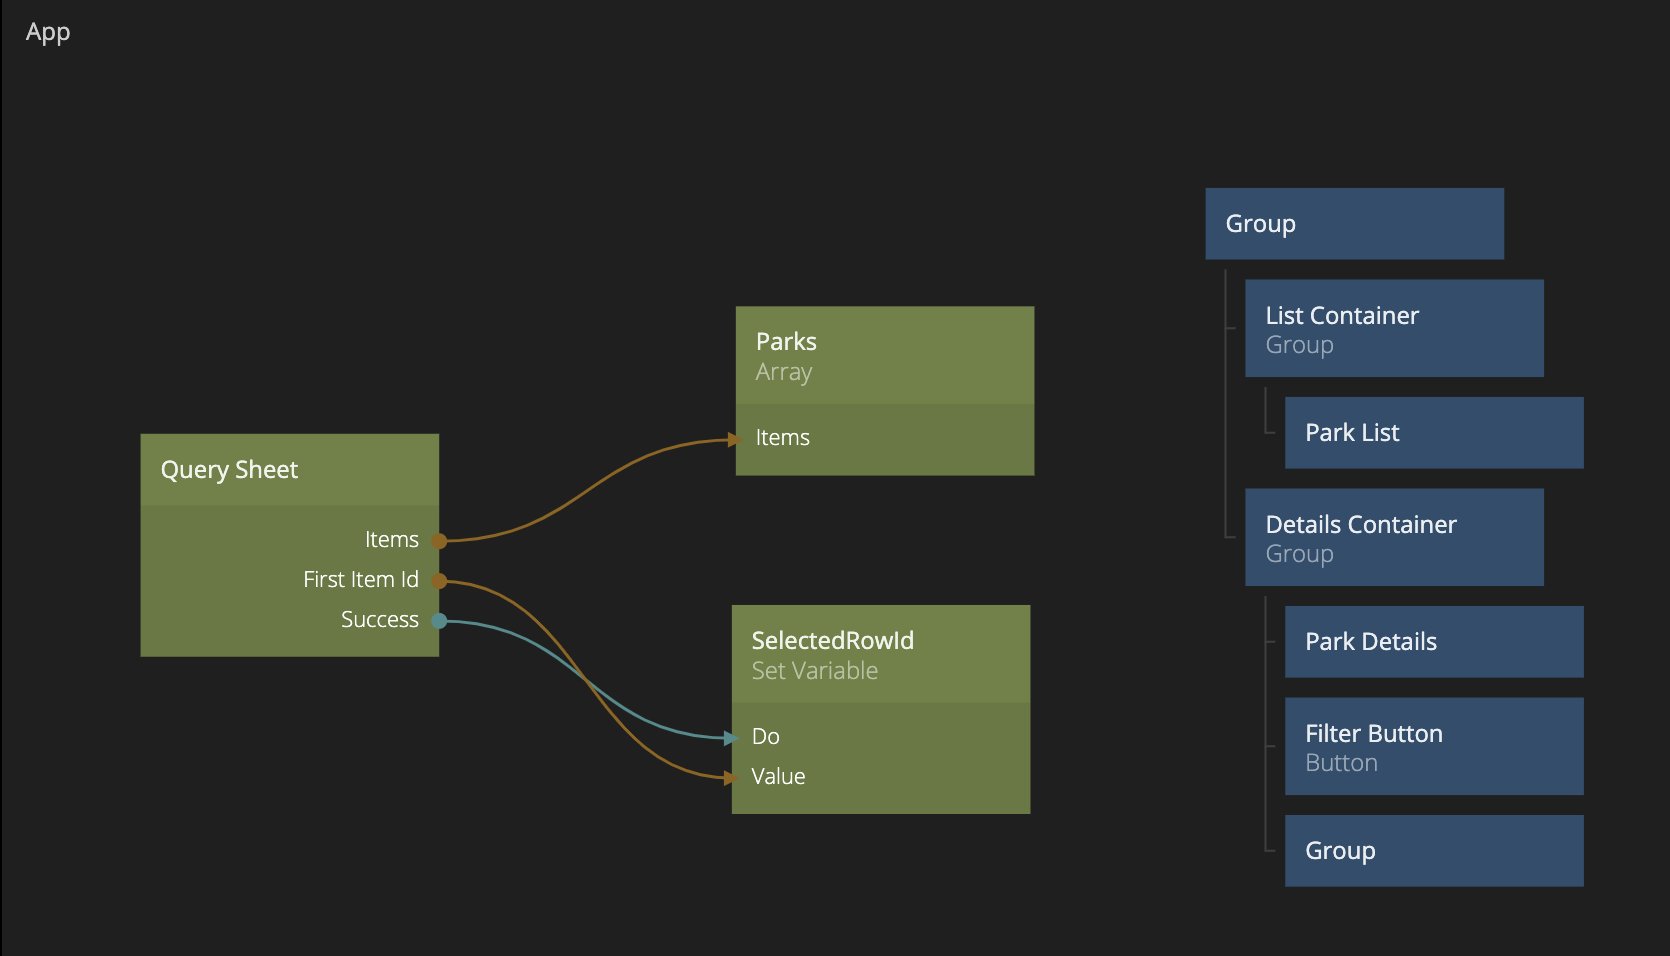 App
Query Sheet
Items
First Item Id
Success
Parks
Array
Items
SelectedRowId
Set Variable
Do
Value
Group
List Container
Group
Park List
Details Container
Group
Park Details
Filter Button
Button
Group